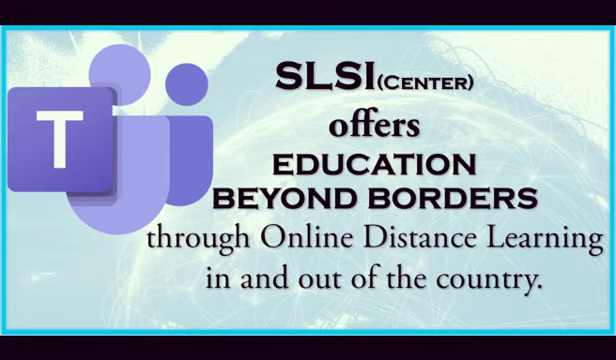 T
SLSI(CENTER)
offers
EDUCATION
BEYOND BORDERS
through Online Distance Learning
in and out of the country.